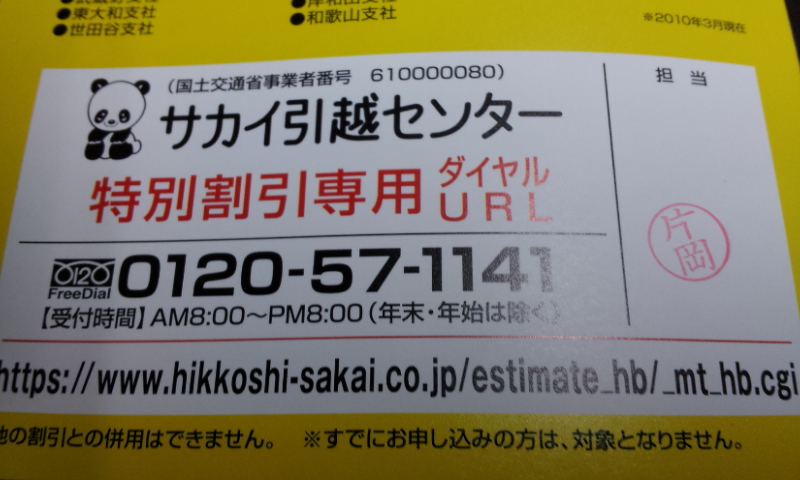 ●東大和支社
●世田谷支社
●岸和田支社
●和歌山支社
※2010年3月現在
(国土交通省事業者番号 610000080)
サカイ引越センター
特別割引専用 ダイヤル
URL
担当
片岡
0120
FreeDial
0120-57-1141
【受付時間】AM8:00～PM8:00(年末・年始は除く)
https://www.hikkoshi-sakai.co.jp/estimate_hb/_mt_hb.cgi
他の割引との併用はできません。 ※すでにお申し込みの方は、対象となりません。